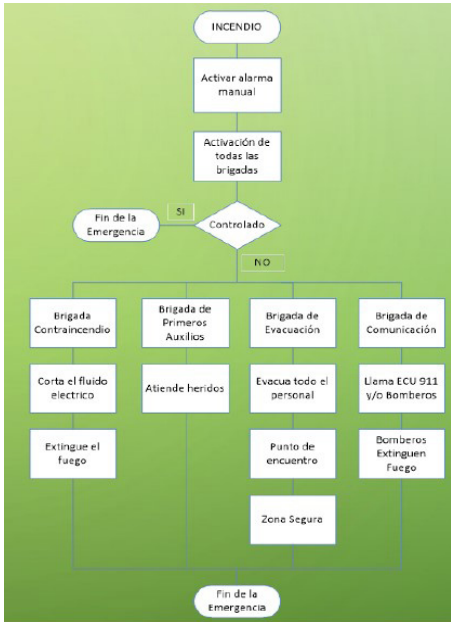 INCENDIO
Activar alarma
manual
Activación de
todas las
brigadas
SI
Fin de la
Emergencia
Controlado
NO
Brigada
Contraincendio
Brigada de
Primeros
Auxilios
Brigada de
Evacuación
Brigada de
Comunicación
Corta el fluido
electrico
Atiende heridos
Evacua todo el
personal
Llama ECU 911
y/o Bomberos
Extingue el
fuego
Punto de
encuentro
Bomberos
Extinguen
Fuego
Zona Segura
Fin de la
Emergencia